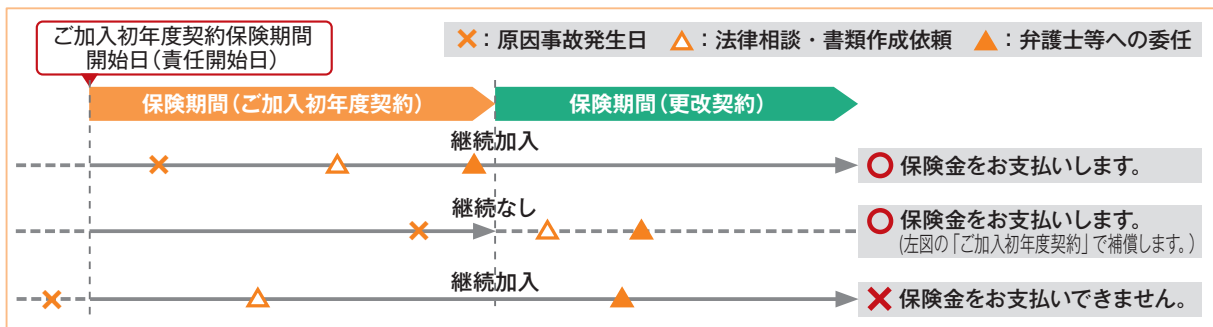 ご加入初年度契約保険期間
開始日(責任開始日)
×：原因事故発生日　△：法律相談・書類作成依頼　▲：弁護士等への委任
保険期間(ご加入初年度契約)
保険期間(更改契約)
継続加入
○ 保険金をお支払いします。
継続なし
○ 保険金をお支払いします。
(左図の「ご加入初年度契約」で補償します。)
継続加入
× 保険金をお支払いできません。